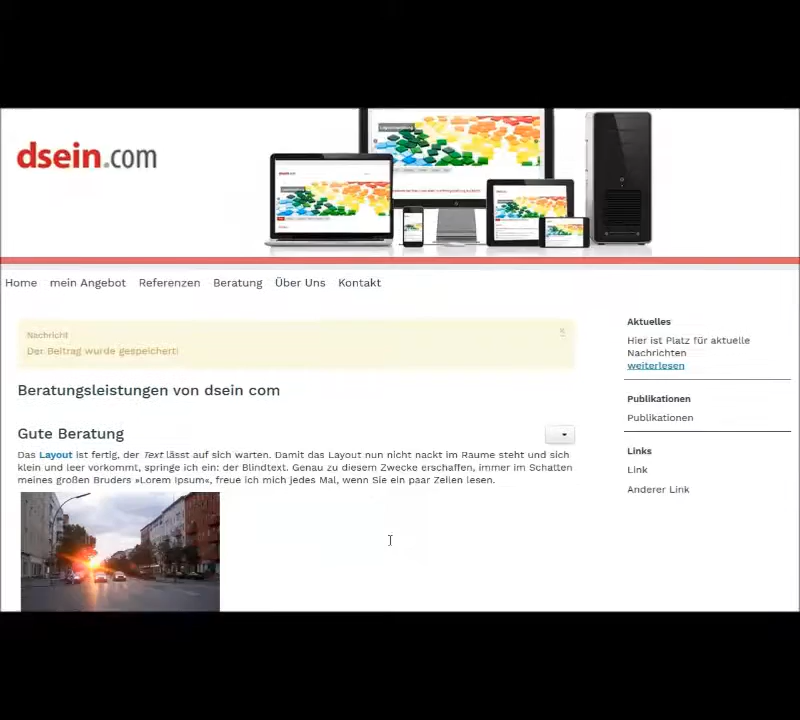 dsein.com
Home mein Angebot Referenzen Beratung Über Uns Kontakt
Nachricht
Der Beitrag wurde gespeichert!
Beratungsleistungen von dsein com
Gute Beratung
Das Layout ist fertig, der Text lässt auf sich warten. Damit das Layout nun nicht nackt im Raume steht und sich
klein und leer vorkommt, springe ich ein: der Blindtext. Genau zu diesem Zwecke erschaffen, immer im Schatten
meines großen Bruders »Lorem Ipsum«, freue ich mich jedes Mal, wenn Sie ein paar Zeilen lesen.
Aktuelles
Hier ist Platz für aktuelle
Nachrichten
weiterlesen
Publikationen
Publikationen
Links
Link
Anderer Link